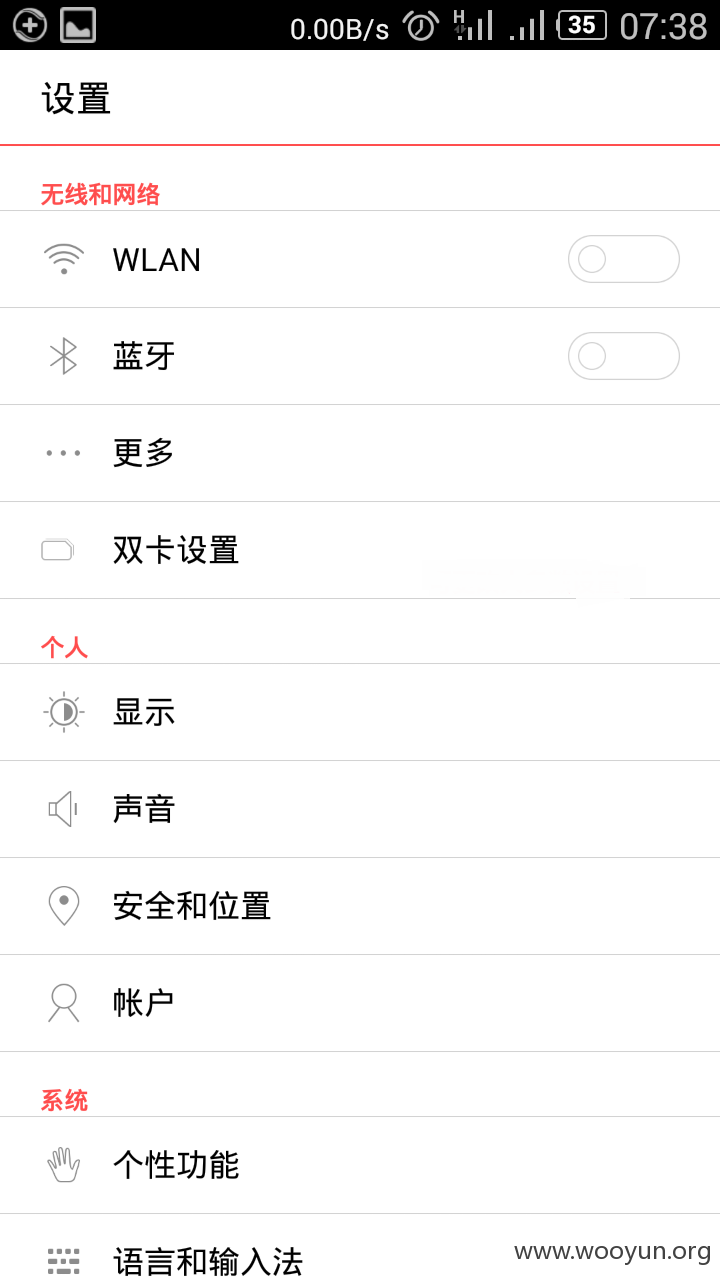 0.00B/s H 35 07:38
设置
无线和网络
WLAN
蓝牙
更多
双卡设置
个人
显示
声音
安全和位置
帐户
系统
个性功能
语言和输入法
www.wooyun.org